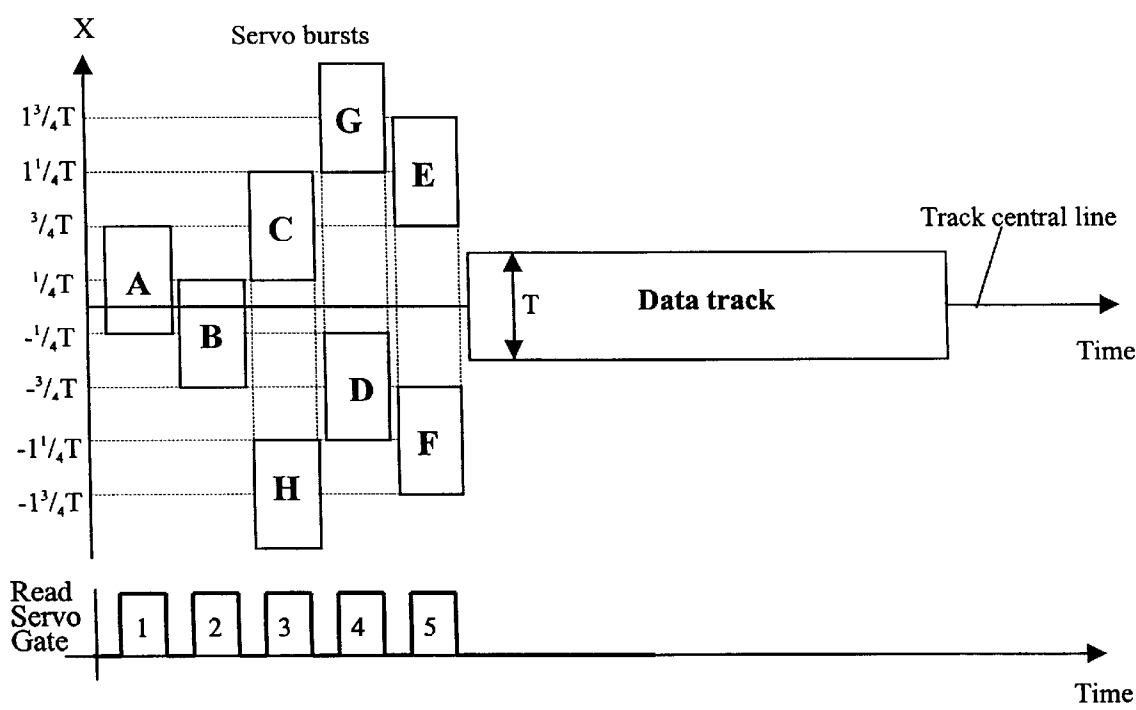 X
Servo bursts
1³/₄T
G
1¹/₄T
E
³/₄T
C
Track central line
¹/₄T
A
T
Data track
-¹/₄T
B
Time
-³/₄T
D
-1¹/₄T
F
H
-1³/₄T
Read
Servo
Gate
1
2
3
4
5
Time